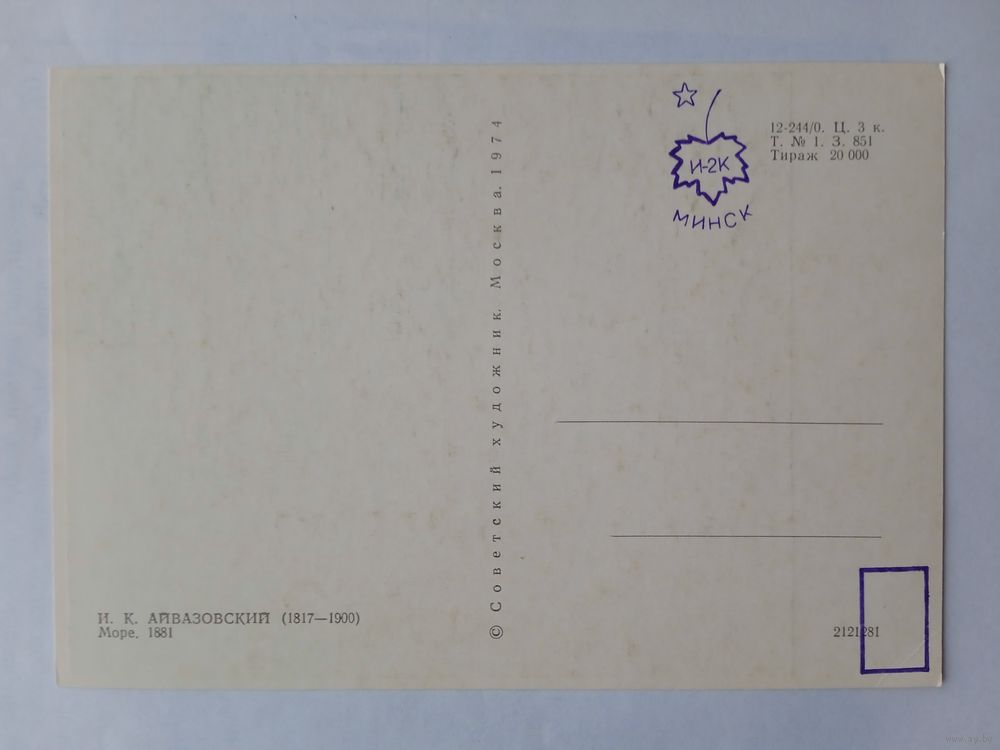 И-2К
МИНСК
12-244/0. Ц. 3 к.
Т. № 1. З. 851
Тираж 20 000
© Советский художник. Москва. 1974
И. К. АЙВАЗОВСКИЙ (1817—1900)
Море, 1881
2121281